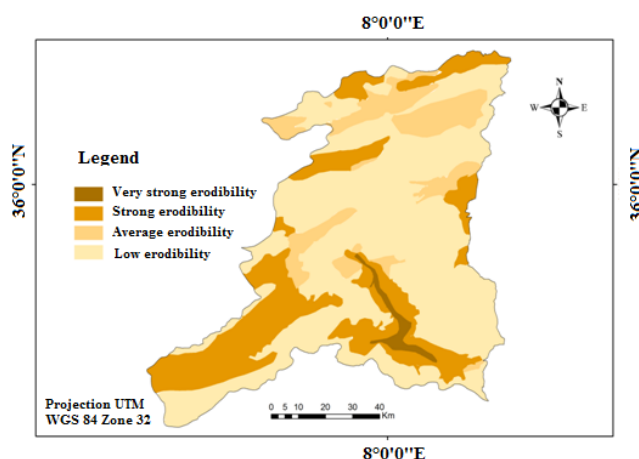 8°0'0"E
N
W E
S
36°0'0"N
36°0'0"N
Legend
Very strong erodibility
Strong erodibility
Average erodibility
Low erodibility
Projection UTM
WGS 84 Zone 32
0 5 10 20 30 40
Km
8°0'0"E